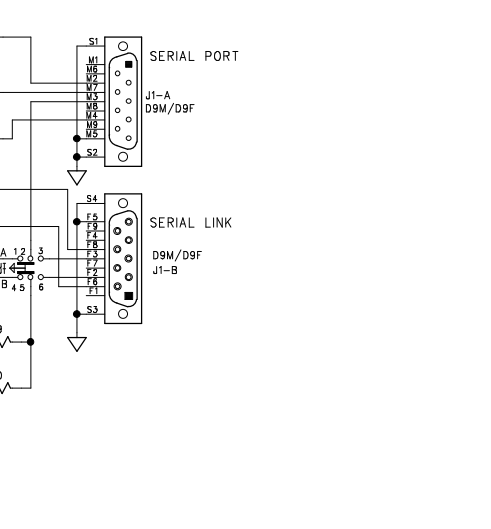 S1
SERIAL PORT
M1
M6
M2
M7
M3
M8
M4
M9
M5
S2
J1-A
D9M/D9F
S4
SERIAL LINK
F5
F9
F4
F8
F3
F7
F2
F6
F1
S3
D9M/D9F
J1-B
A 1 2 3
B 4 5 6